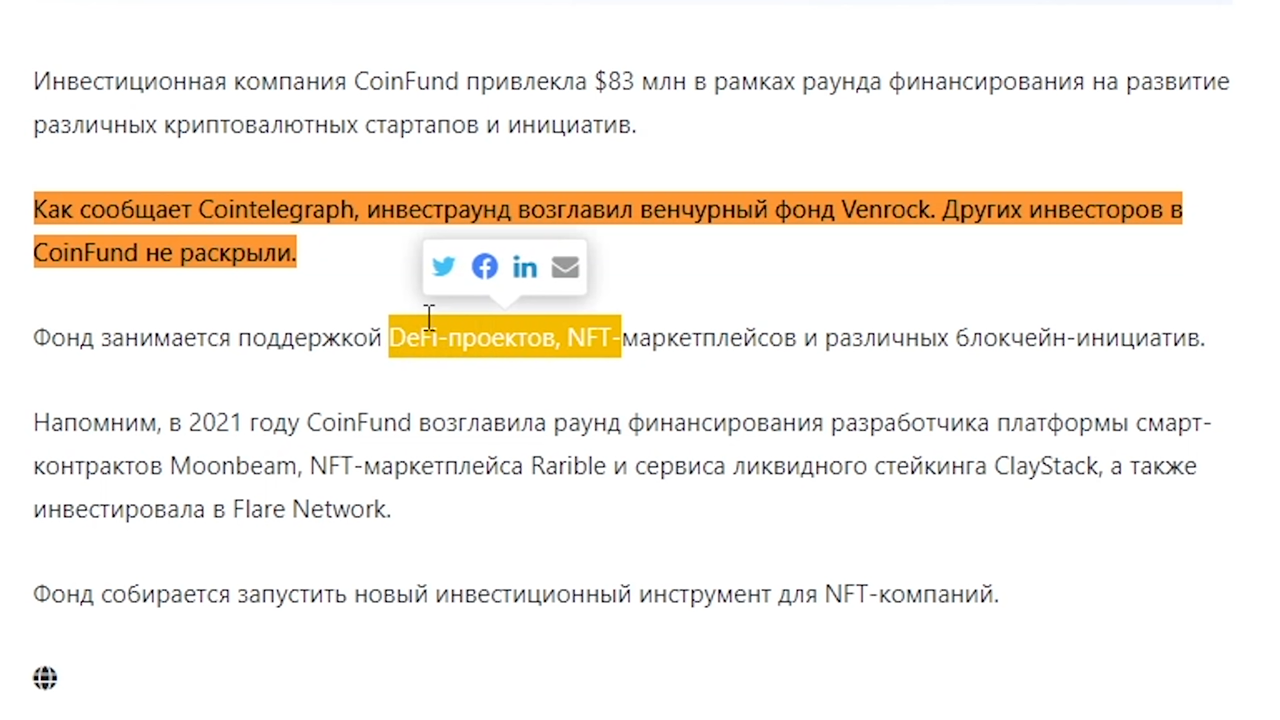 Инвестиционная компания CoinFund привлекла $83 млн в рамках раунда финансирования на развитие
различных криптовалютных стартапов и инициатив.
Как сообщает Cointelegraph, инвестраунд возглавил венчурный фонд Venrock. Других инвесторов в
CoinFund не раскрыли.
Фонд занимается поддержкой DeFi-проектов, NFT-маркетплейсов и различных блокчейн-инициатив.
Напомним, в 2021 году CoinFund возглавила раунд финансирования разработчика платформы смарт-
контрактов Moonbeam, NFT-маркетплейса Rarible и сервиса ликвидного стейкинга ClayStack, а также
инвестировала в Flare Network.
Фонд собирается запустить новый инвестиционный инструмент для NFT-компаний.